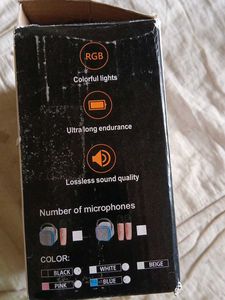 RGB
Colorful lights
Ultra long endurance
Lossless sound quality
Number of microphones
COLOR:
BLACK WHITE BEIGE
PINK BLUE